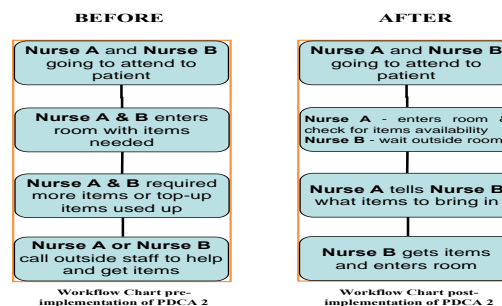 BEFORE
Nurse A and Nurse B
going to attend to
patient
Nurse A & B enters
room with items
needed
Nurse A & B required
more items or top-up
items used up
Nurse A or Nurse B
call outside staff to help
and get items
Workflow Chart pre-
implementation of PDCA 2
AFTER
Nurse A and Nurse B
going to attend to
patient
Nurse A - enters room &
check for items availability
Nurse B - wait outside room
Nurse A tells Nurse B
what items to bring in
Nurse B gets items
and enters room
Workflow Chart post-
implementation of PDCA 2